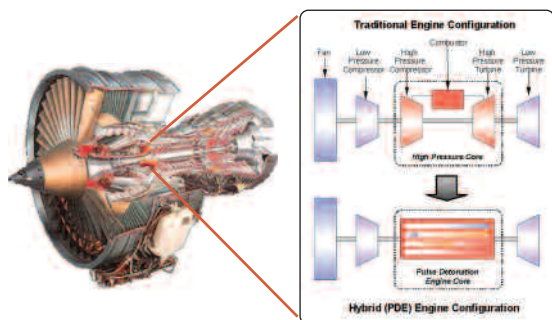 Traditional Engine Configuration
Combustor
Fan
Low
Pressure
Compressor
High
Pressure
Compressor
High
Pressure
Turbine
Low
Pressure
Turbine
High Pressure Core
Pulse Detonation
Engine Core
Hybrid (PDE) Engine Configuration